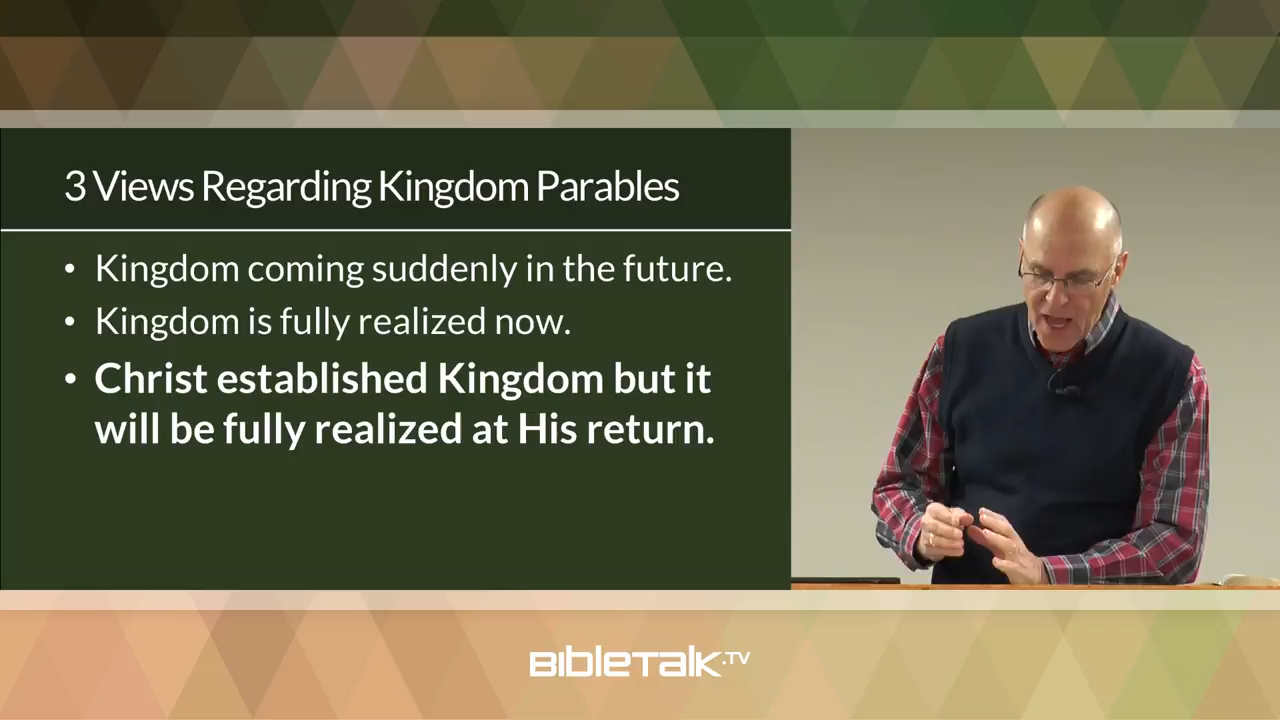 3 Views Regarding Kingdom Parables
• Kingdom coming suddenly in the future.
• Kingdom is fully realized now.
• Christ established Kingdom but it
will be fully realized at His return.
BibleTalk.TV